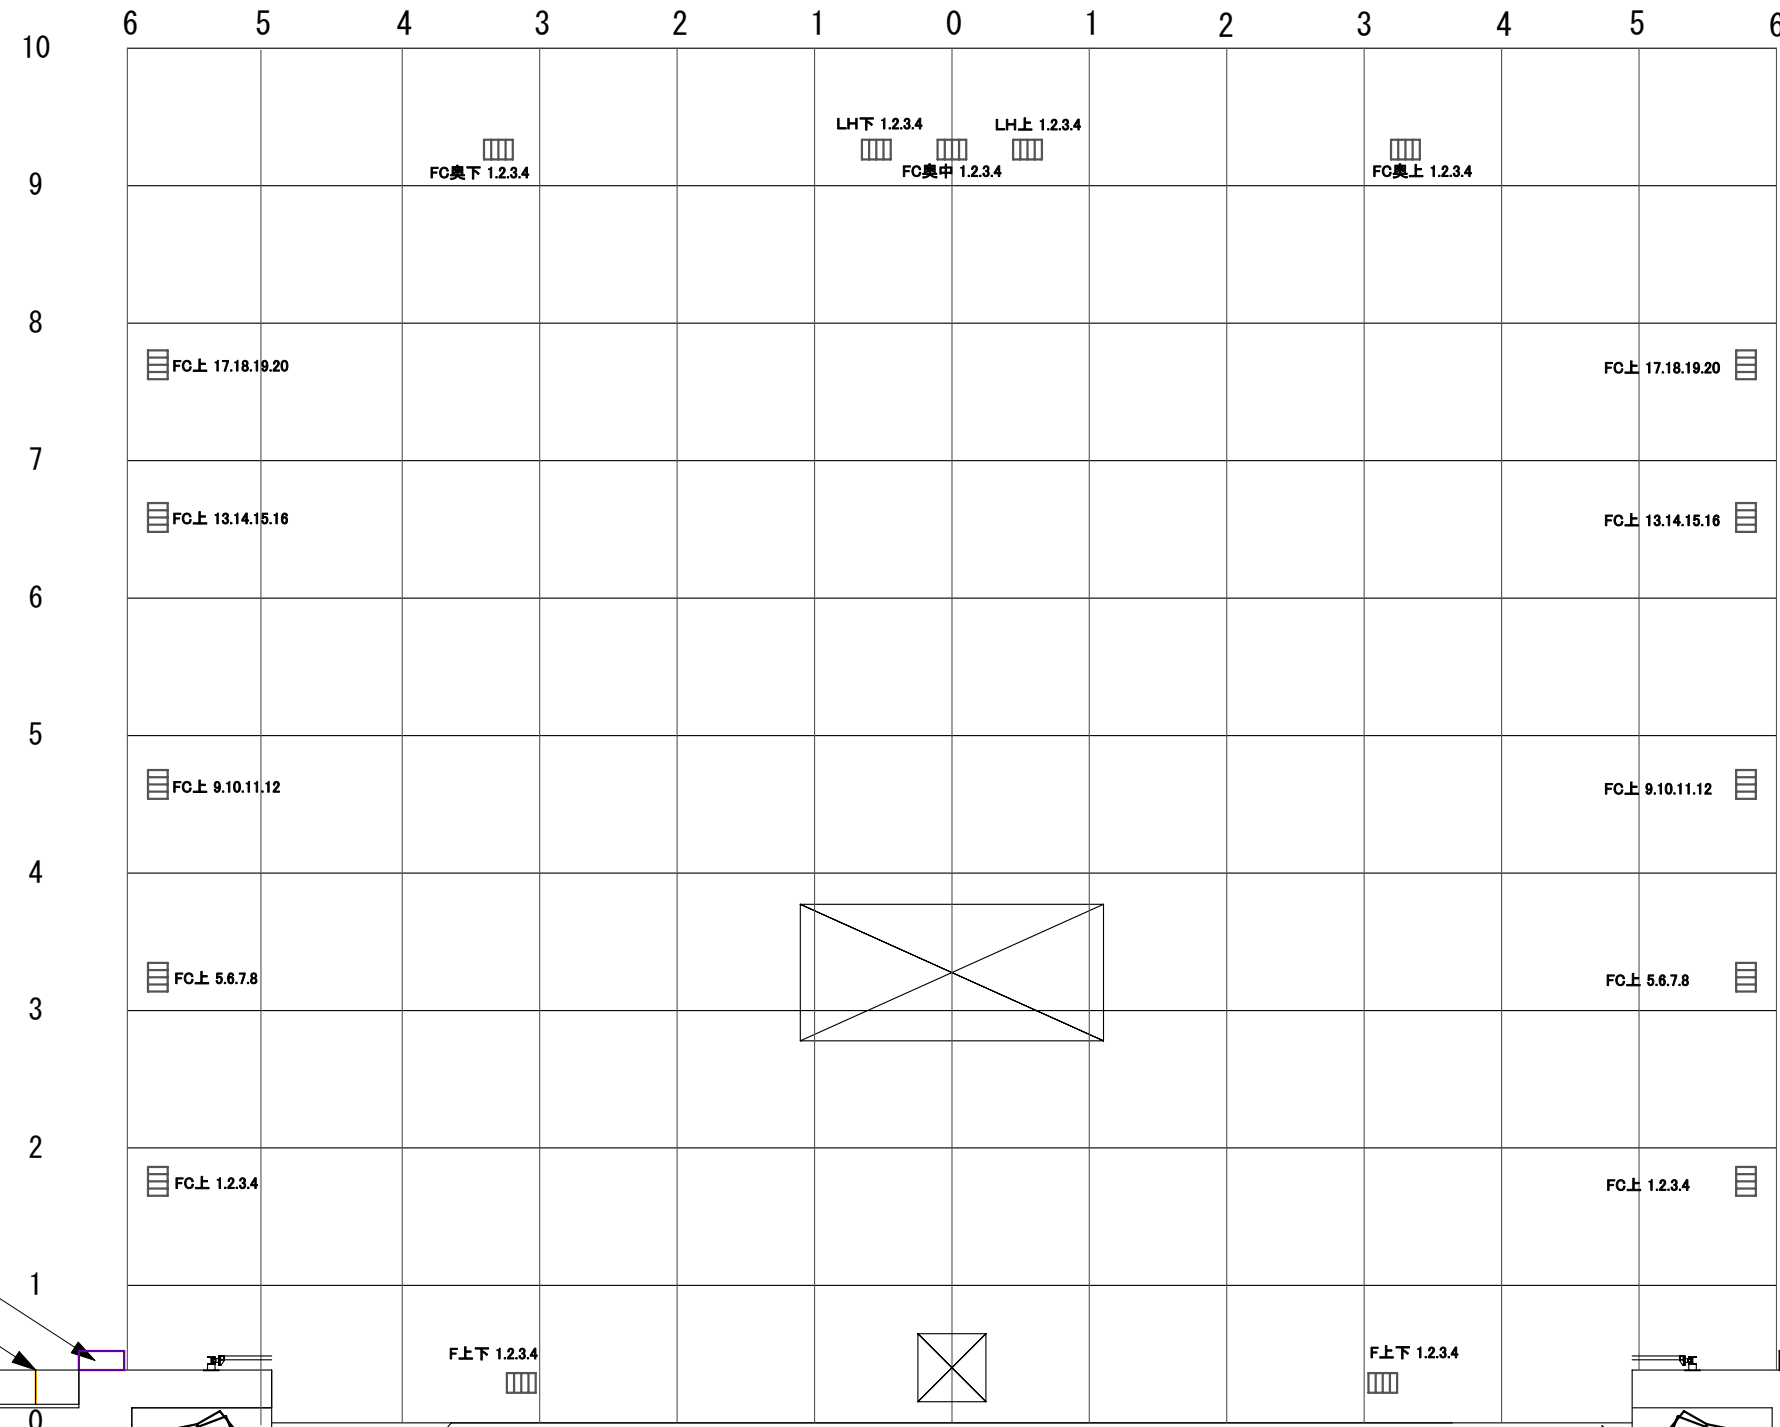 6 5 4 3 2 1 0 1 2 3 4 5 6
10
LH下 1.2.3.4 LH上 1.2.3.4
FC奥下 1.2.3.4 FC奥中 1.2.3.4 FC奥上 1.2.3.4
9
8
FC上 17.18.19.20 FC上 17.18.19.20
7
FC上 13.14.15.16 FC上 13.14.15.16
6
5
FC上 9.10.11.12 FC上 9.10.11.12
4
FC上 5.6.7.8 FC上 5.6.7.8
3
2
FC上 1.2.3.4 FC上 1.2.3.4
1
F上下 1.2.3.4 F上下 1.2.3.4
0